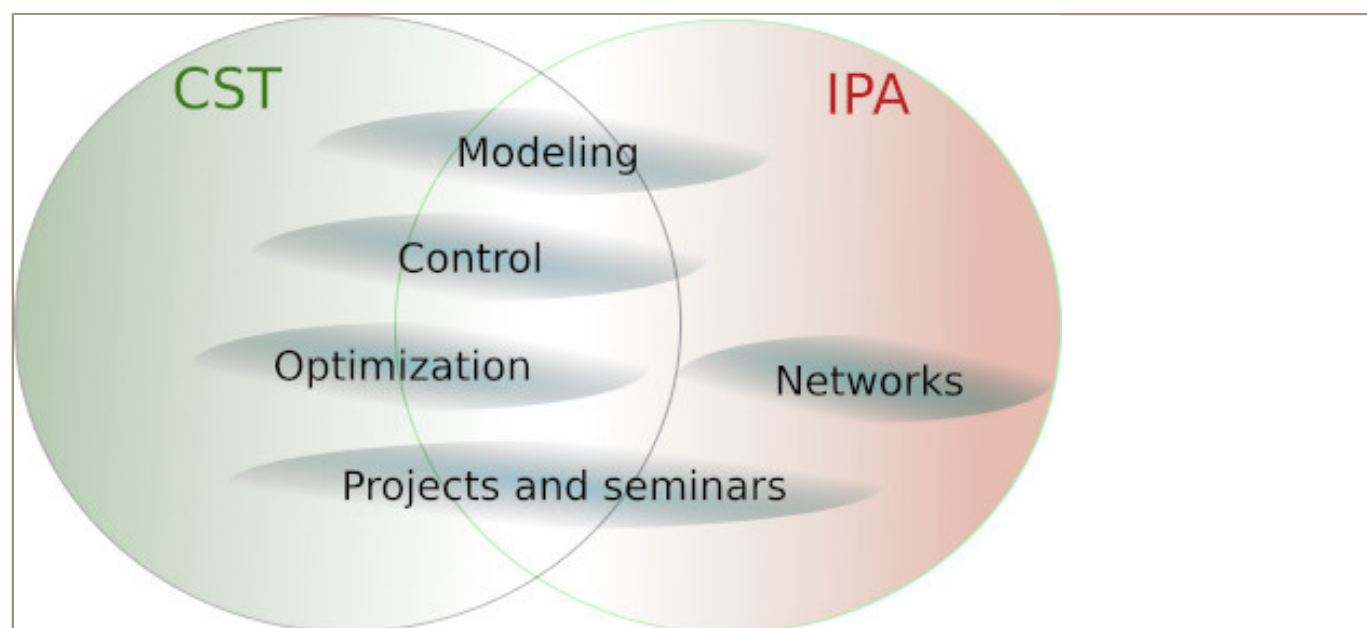 CST
IPA
Modeling
Control
Optimization
Networks
Projects and seminars